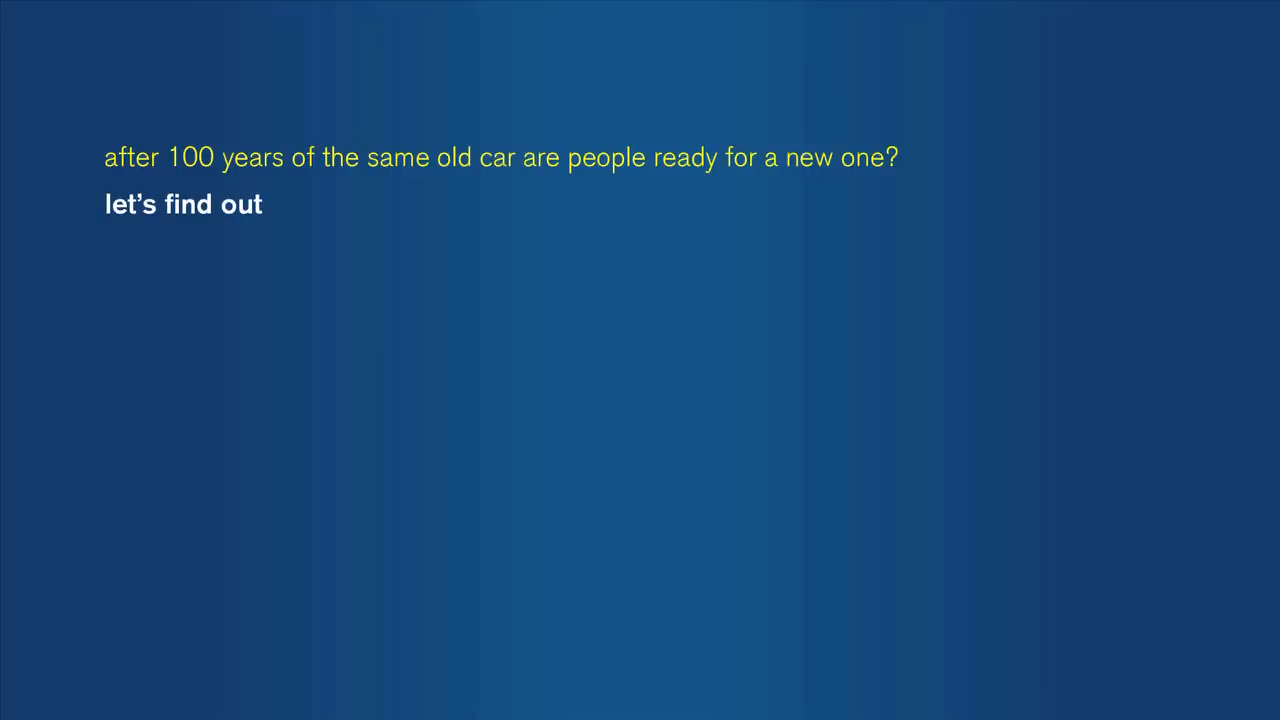 after 100 years of the same old car are people ready for a new one?
let’s find out